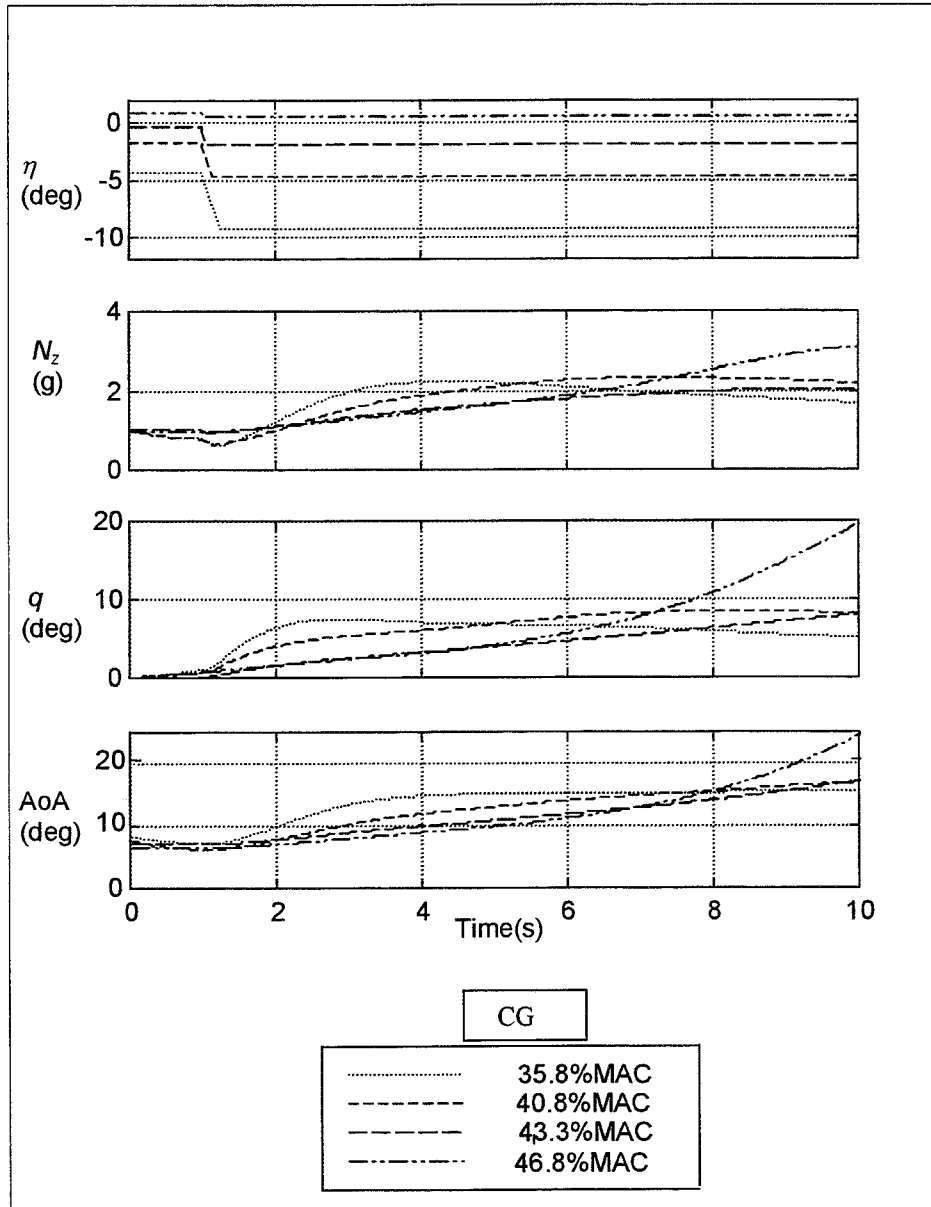 0
η
(deg)
-5
-10
4
N_z
(g)
2
0
20
q
(deg)
10
0
20
AoA
(deg)
10
0
0 2 4 6 8 10
Time(s)
CG
35.8%MAC
40.8%MAC
43.3%MAC
46.8%MAC